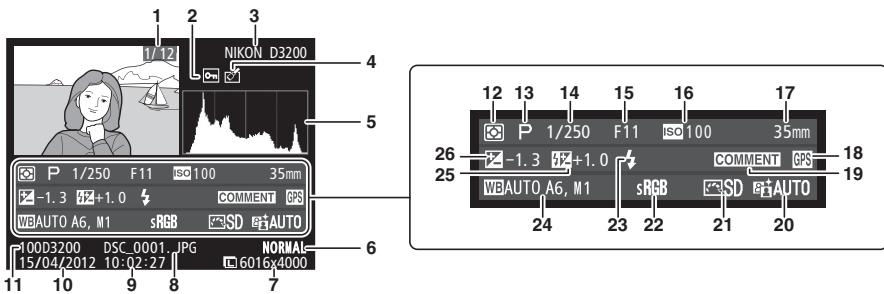 1 2 3
1/12 NIKON D3200
4
5
P 1/250 F11 ISO 100 35mm
−1.3 +1.0 COMMENT GPS
WB AUTO A6, M1 sRGB SD AUTO
100D3200 DSC_0001.JPG NORMAL
15/04/2012 10:02:27 L 6016x4000
6
11 10 9 8 7
12 13 14 15 16 17
P 1/250 F11 ISO 100 35mm
26 −1.3 +1.0 COMMENT GPS 18
25 19
WB AUTO A6, M1 sRGB SD AUTO
24 23 22 21 20